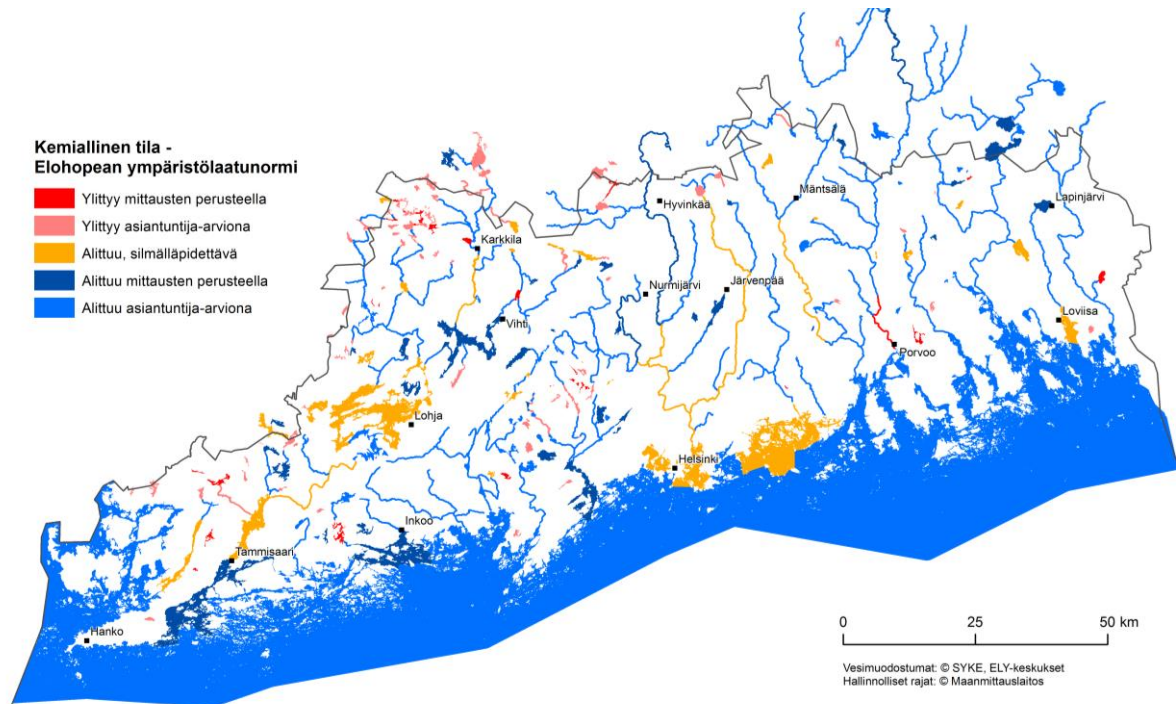 Kemiallinen tila -
Elohopean ympäristölaatunormi
Ylittyy mittausten perusteella
Ylittyy asiantuntija-arviona
Alittuu, silmälläpidettävä
Alittuu mittausten perusteella
Alittuu asiantuntija-arviona
Mäntsälä
Hyvinkää
Lapinjärvi
Karkkila
Nurmijärvi
Järvenpää
Vihti
Loviisa
Porvoo
Lohja
Helsinki
Inkoo
Tammisaari
Hanko
0 25 50 km
Vesimuodostumat: © SYKE, ELY-keskukset
Hallinnolliset rajat: © Maanmittauslaitos